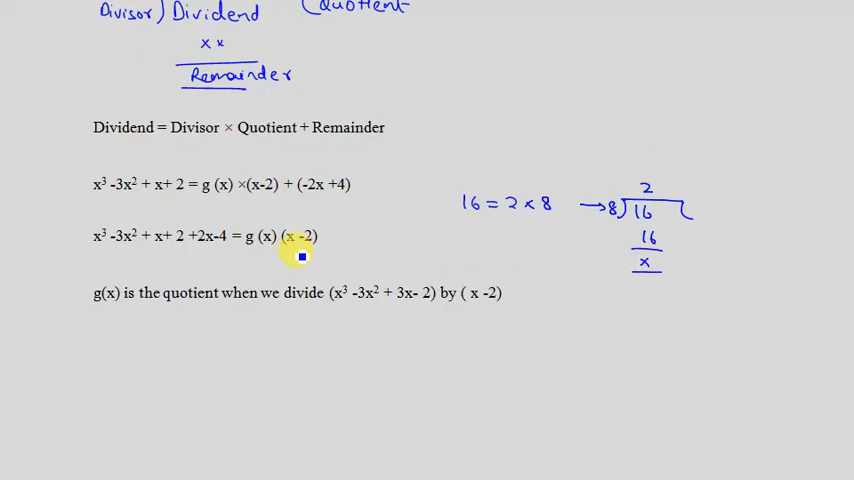 Divisor) Dividend (Quotient
x x
Remainder
Dividend = Divisor × Quotient + Remainder
x³ -3x² + x+ 2 = g (x) ×(x-2) + (-2x +4)
16 = 2 x 8 → 8) 16
2
16
x
x³ -3x² + x+ 2 +2x-4 = g (x) (x -2)
g(x) is the quotient when we divide (x³ -3x² + 3x- 2) by ( x -2)